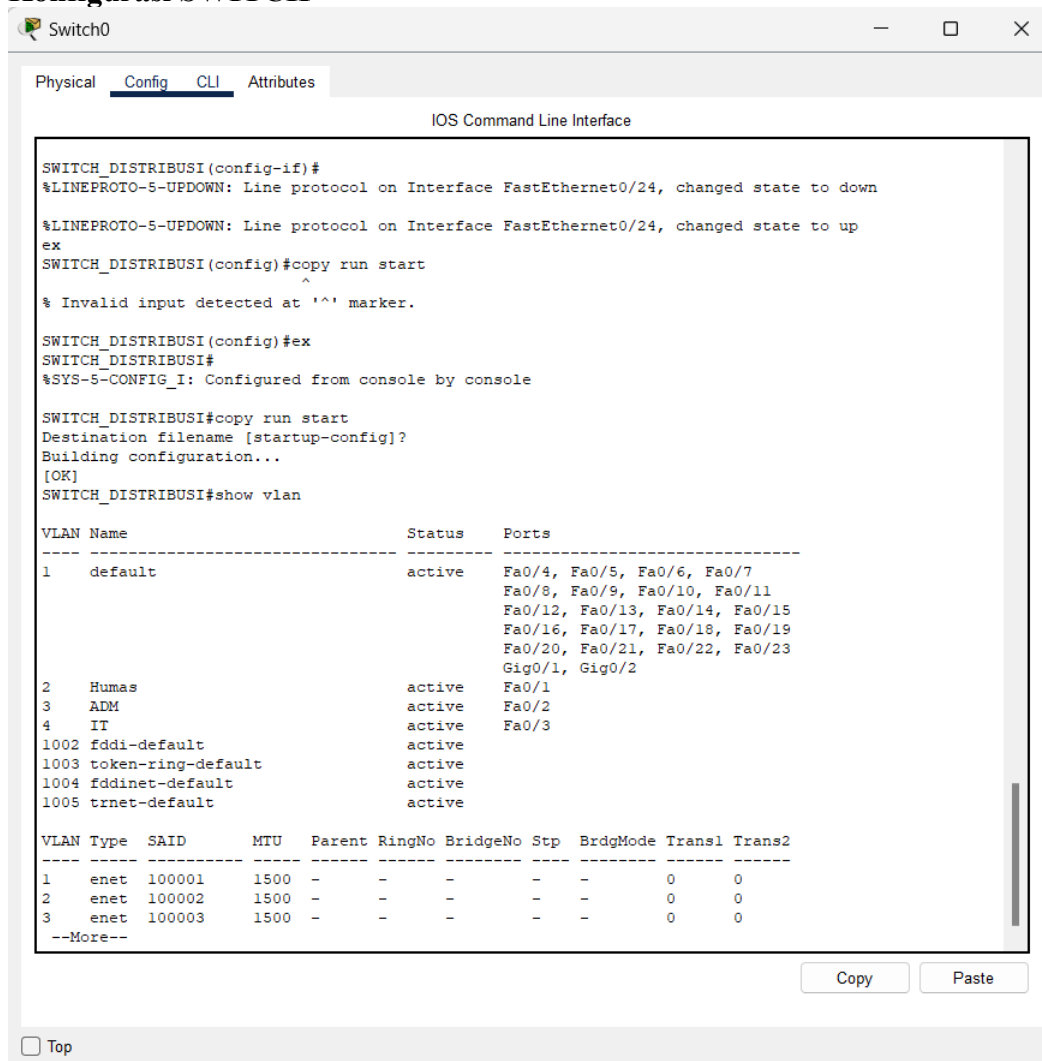 Konfigurasi SWITCH
Switch0
Physical Config CLI Attributes
IOS Command Line Interface
SWITCH_DISTRIBUSI(config-if)#
%LINEPROTO-5-UPDOWN: Line protocol on Interface FastEthernet0/24, changed state to down
%LINEPROTO-5-UPDOWN: Line protocol on Interface FastEthernet0/24, changed state to up
ex
SWITCH_DISTRIBUSI(config)#copy run start
^
% Invalid input detected at '^' marker.
SWITCH_DISTRIBUSI(config)#ex
SWITCH_DISTRIBUSI#
%SYS-5-CONFIG_I: Configured from console by console
SWITCH_DISTRIBUSI#copy run start
Destination filename [startup-config]?
Building configuration...
[OK]
SWITCH_DISTRIBUSI#show vlan
VLAN Name Status Ports
---- -------------------------------- --------- -------------------------------
1 default active Fa0/4, Fa0/5, Fa0/6, Fa0/7
Fa0/8, Fa0/9, Fa0/10, Fa0/11
Fa0/12, Fa0/13, Fa0/14, Fa0/15
Fa0/16, Fa0/17, Fa0/18, Fa0/19
Fa0/20, Fa0/21, Fa0/22, Fa0/23
Gig0/1, Gig0/2
2 Humas active Fa0/1
3 ADM active Fa0/2
4 IT active Fa0/3
1002 fddi-default active
1003 token-ring-default active
1004 fddinet-default active
1005 trnet-default active
VLAN Type SAID MTU Parent RingNo BridgeNo Stp BrdgMode Trans1 Trans2
---- ----- ---------- ----- ------ ------ -------- ---- -------- ------ ------
1 enet 100001 1500 - - - - - 0 0
2 enet 100002 1500 - - - - - 0 0
3 enet 100003 1500 - - - - - 0 0
--More--
Copy Paste
Top